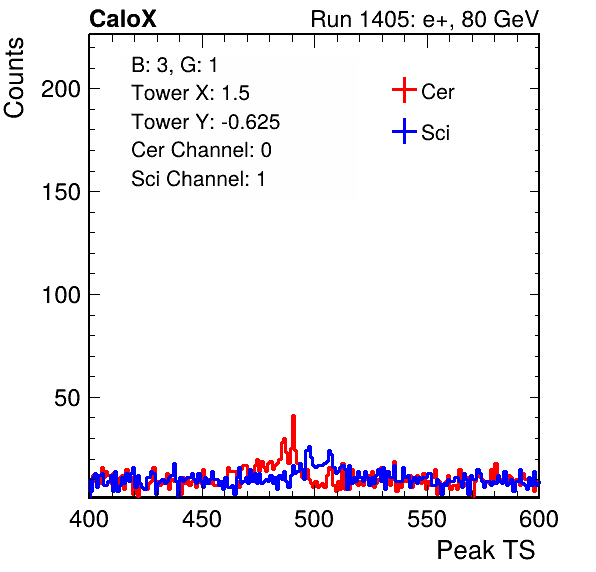 CaloX Run 1405: e+, 80 GeV
Counts
B: 3, G: 1
Tower X: 1.5
Tower Y: -0.625
Cer Channel: 0
Sci Channel: 1
Cer
Sci
200
150
100
50
400 450 500 550 600
Peak TS